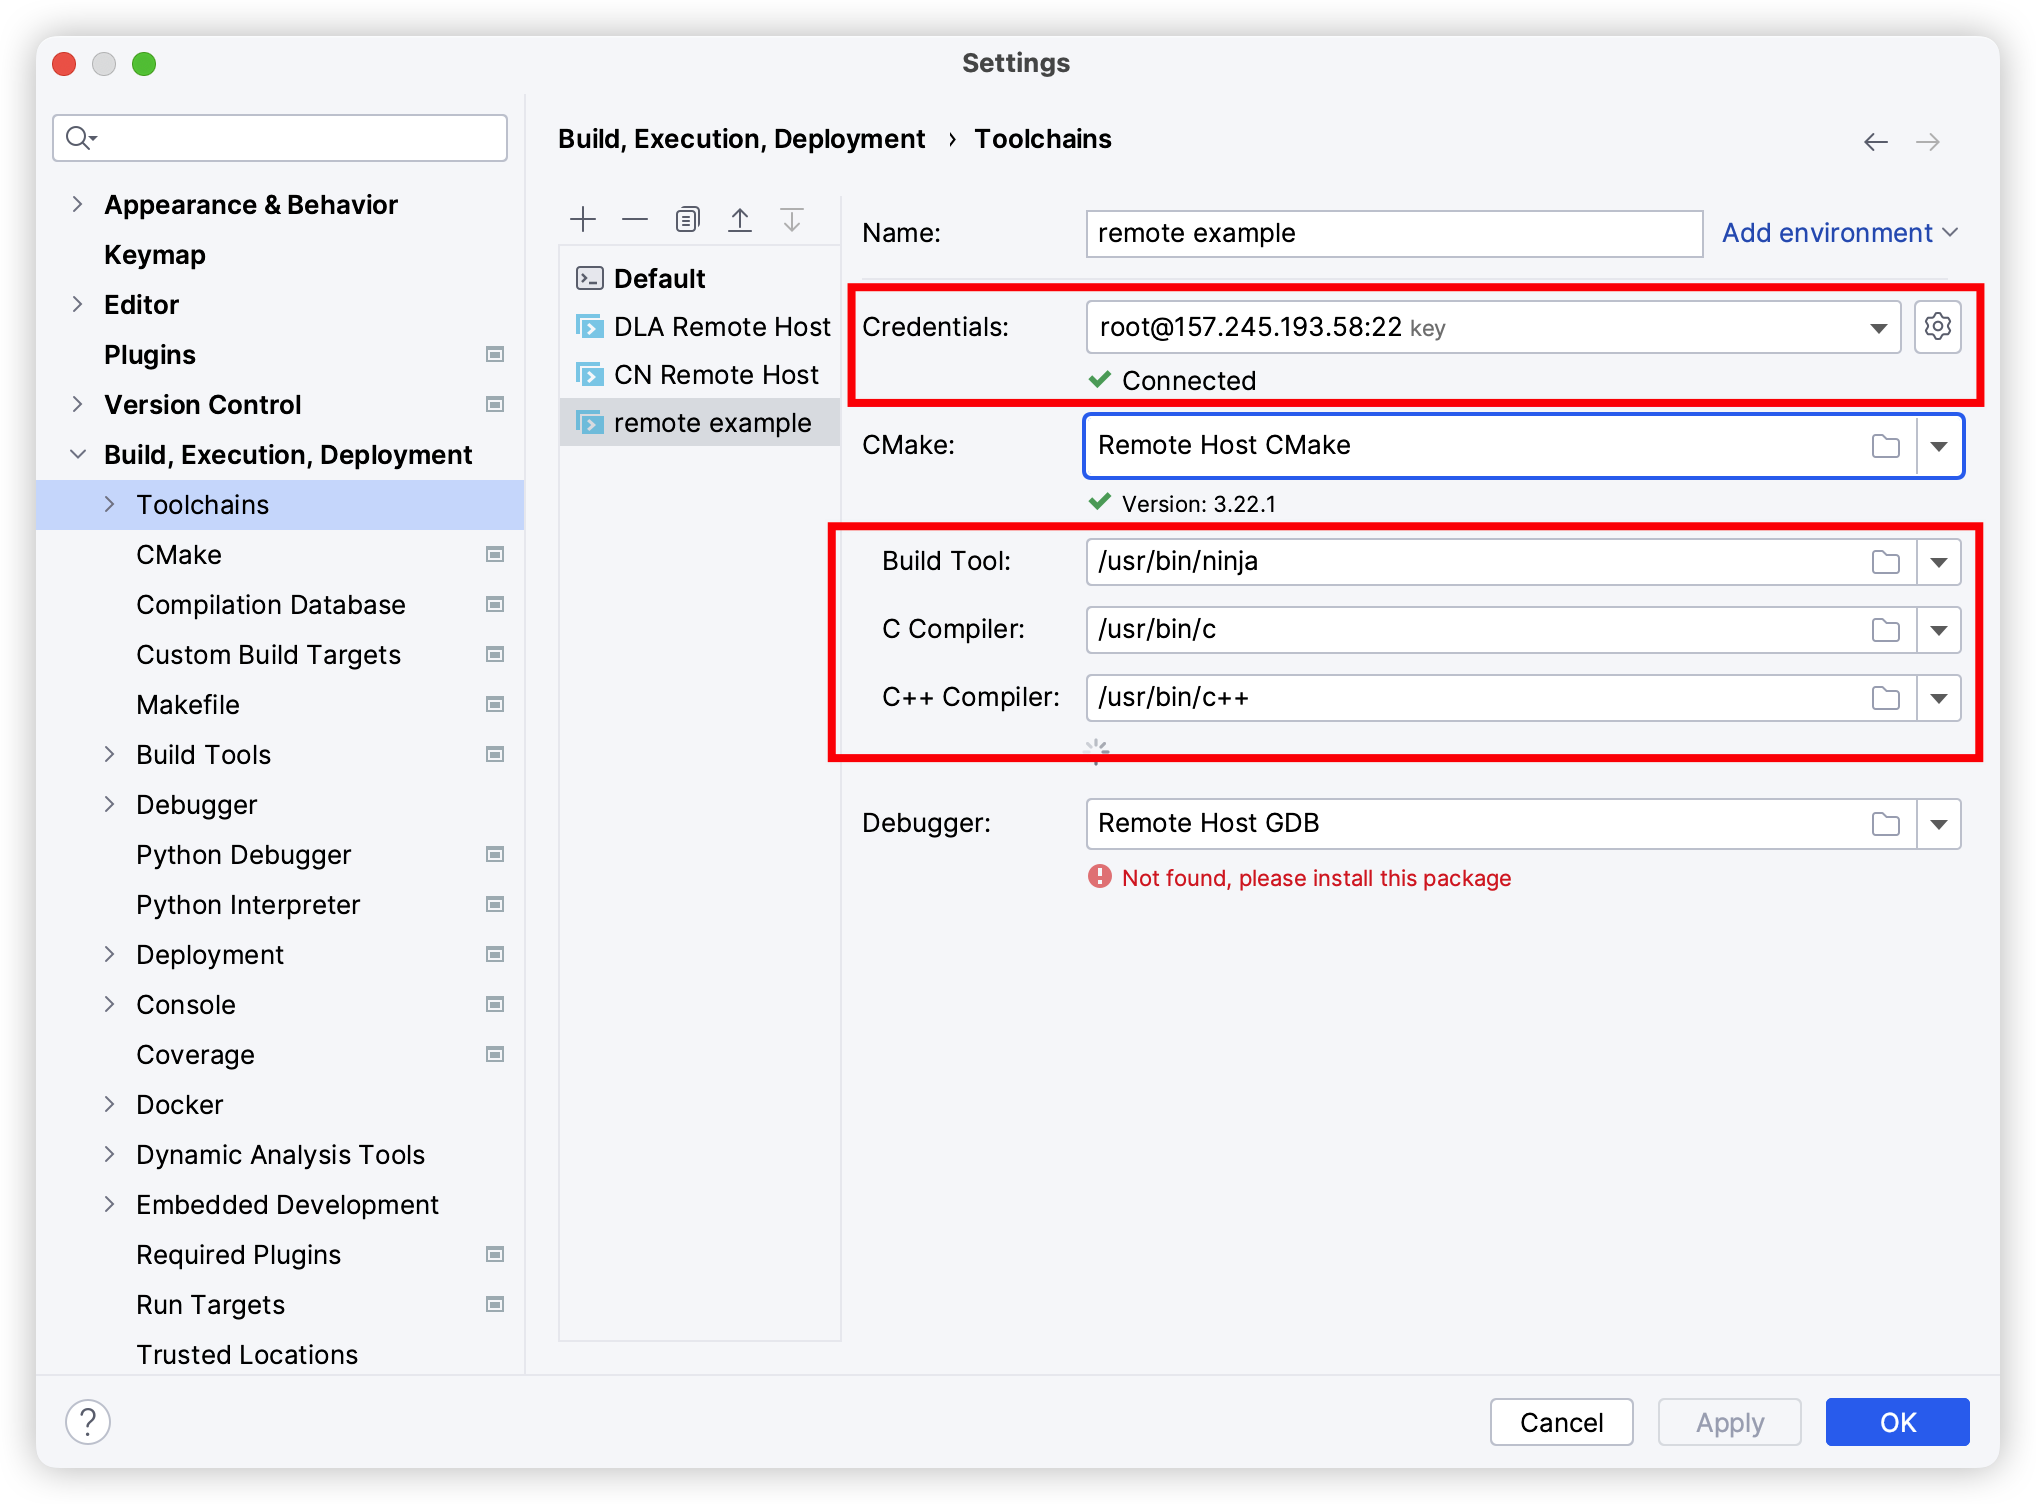 Settings
Build, Execution, Deployment › Toolchains
Appearance & Behavior
Keymap
Editor
Plugins
Version Control
Build, Execution, Deployment
Toolchains
CMake
Compilation Database
Custom Build Targets
Makefile
Build Tools
Debugger
Python Debugger
Python Interpreter
Deployment
Console
Coverage
Docker
Dynamic Analysis Tools
Embedded Development
Required Plugins
Run Targets
Trusted Locations
Default
DLA Remote Host
CN Remote Host
remote example
Name: remote example Add environment
Credentials: root@157.245.193.58:22 key
Connected
CMake: Remote Host CMake
Version: 3.22.1
Build Tool: /usr/bin/ninja
C Compiler: /usr/bin/c
C++ Compiler: /usr/bin/c++
Debugger: Remote Host GDB
Not found, please install this package
? Cancel Apply OK